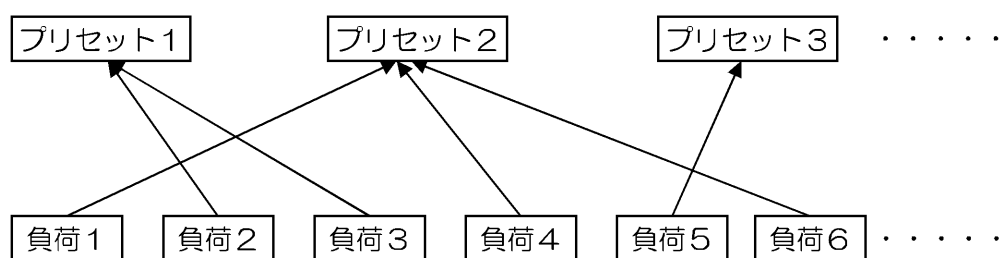 プリセット１ プリセット２ プリセット３ ・・・・・
負荷１ 負荷２ 負荷３ 負荷４ 負荷５ 負荷６ ・・・・・